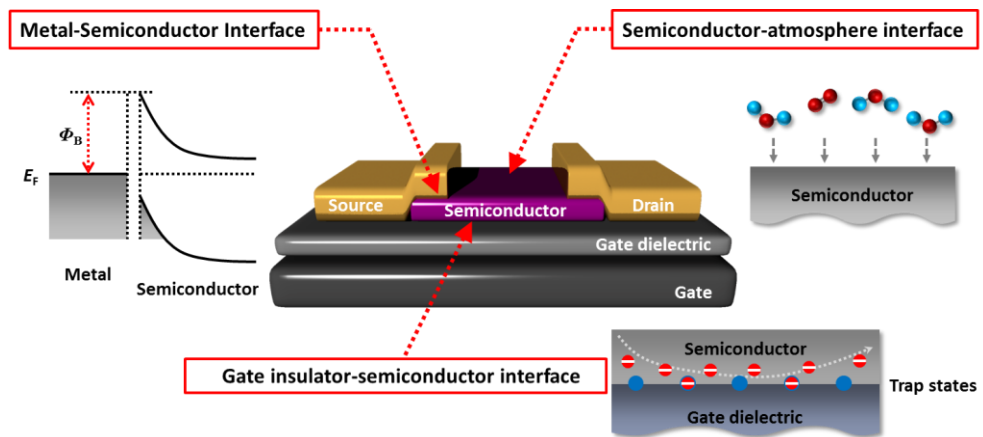 Metal-Semiconductor Interface
Semiconductor-atmosphere interface
ΦB
EF
Metal
Semiconductor
Source
Semiconductor
Drain
Gate dielectric
Gate
Semiconductor
Gate insulator-semiconductor interface
Semiconductor
Trap states
Gate dielectric